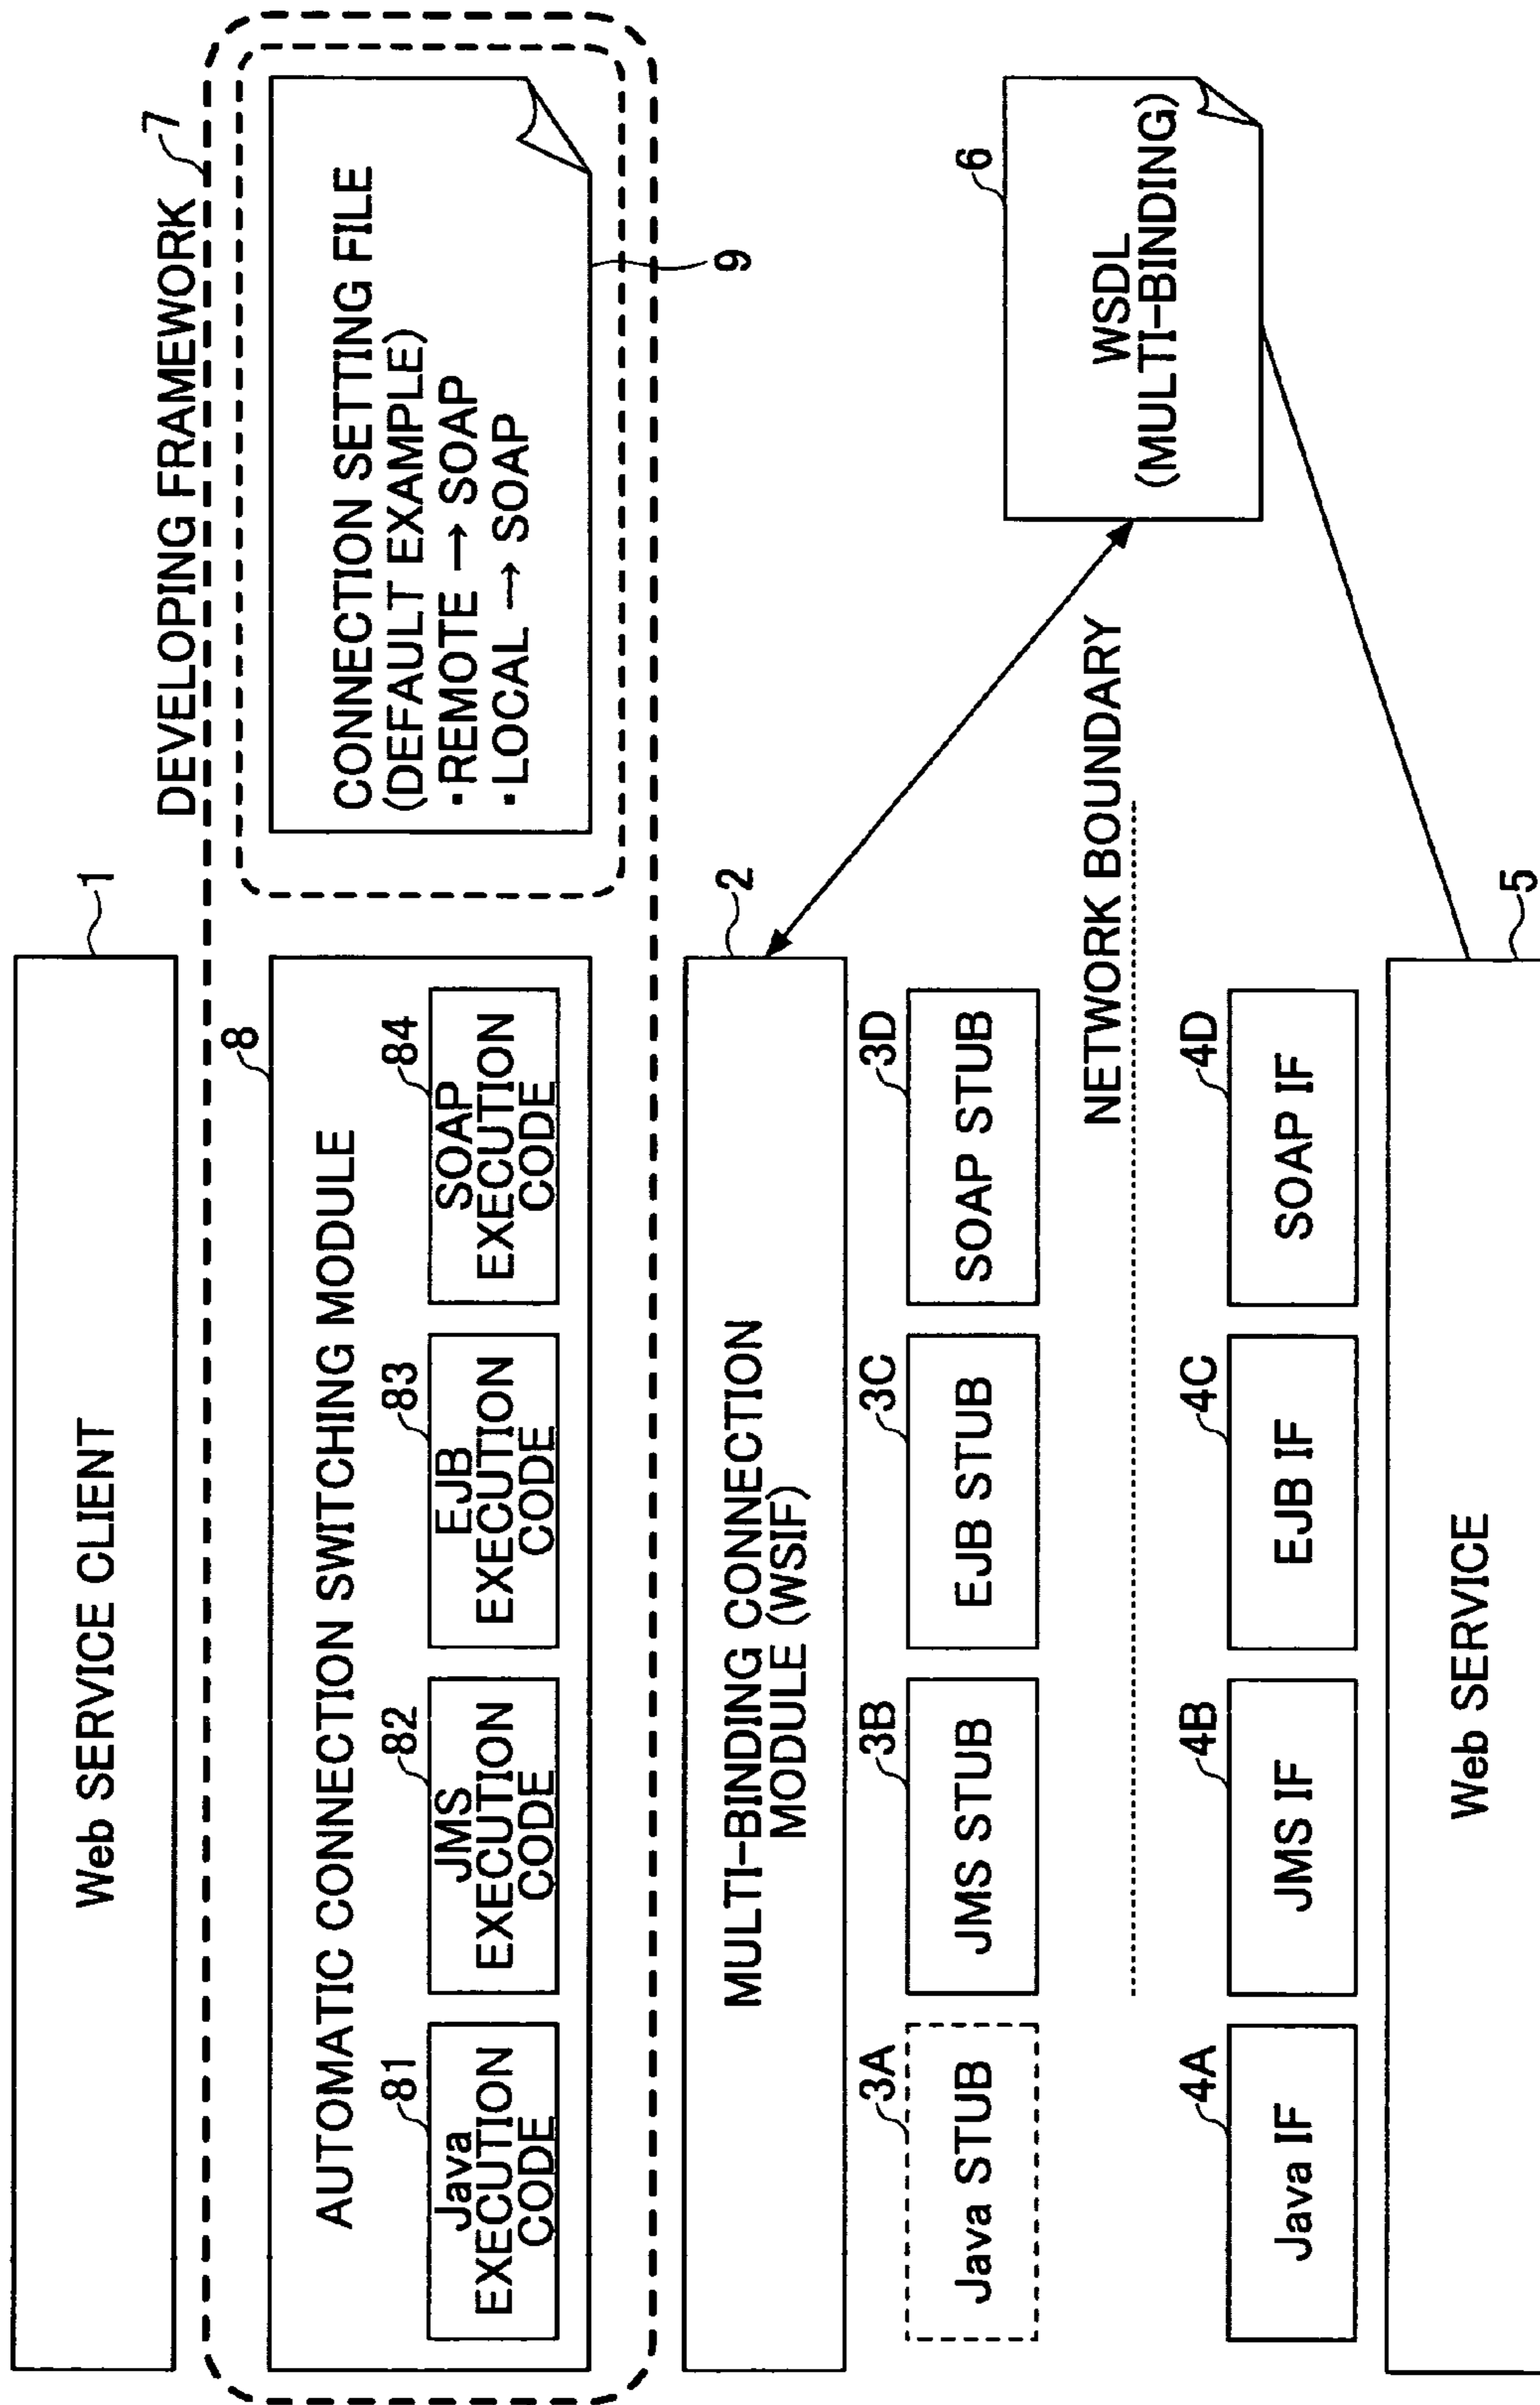 Web SERVICE CLIENT
1
DEVELOPING FRAMEWORK
7
8
AUTOMATIC CONNECTION SWITCHING MODULE
81
Java
EXECUTION
CODE
82
JMS
EXECUTION
CODE
83
EJB
EXECUTION
CODE
84
SOAP
EXECUTION
CODE
CONNECTION SETTING FILE
(DEFAULT EXAMPLE)
・REMOTE → SOAP
・LOCAL → SOAP
9
2
MULTI-BINDING CONNECTION
MODULE (WSIF)
3A
Java STUB
3B
JMS STUB
3C
EJB STUB
3D
SOAP STUB
6
WSDL
(MULTI-BINDING)
NETWORK BOUNDARY
4A
Java IF
4B
JMS IF
4C
EJB IF
4D
SOAP IF
Web SERVICE
5